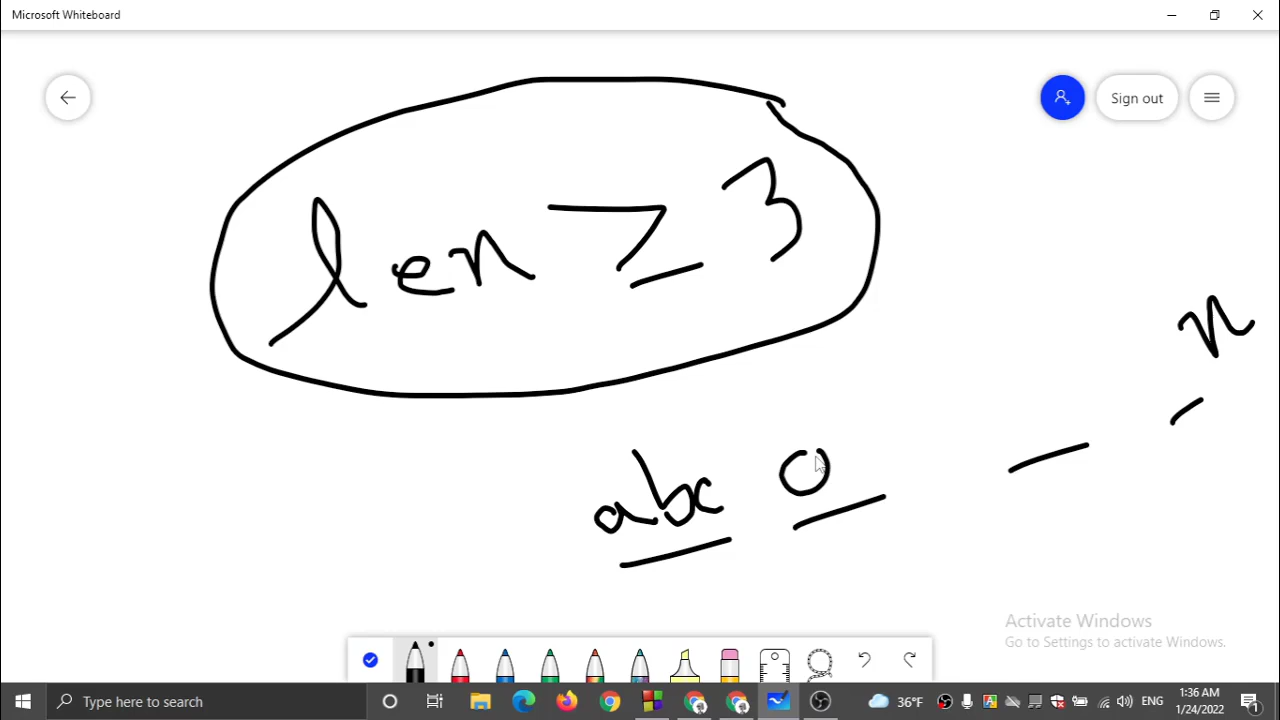 Microsoft Whiteboard
Sign out
len ≥ 3
n
abc 0
Activate Windows
Go to Settings to activate Windows.
Type here to search
36°F
ENG
1:36 AM
1/24/2022
1